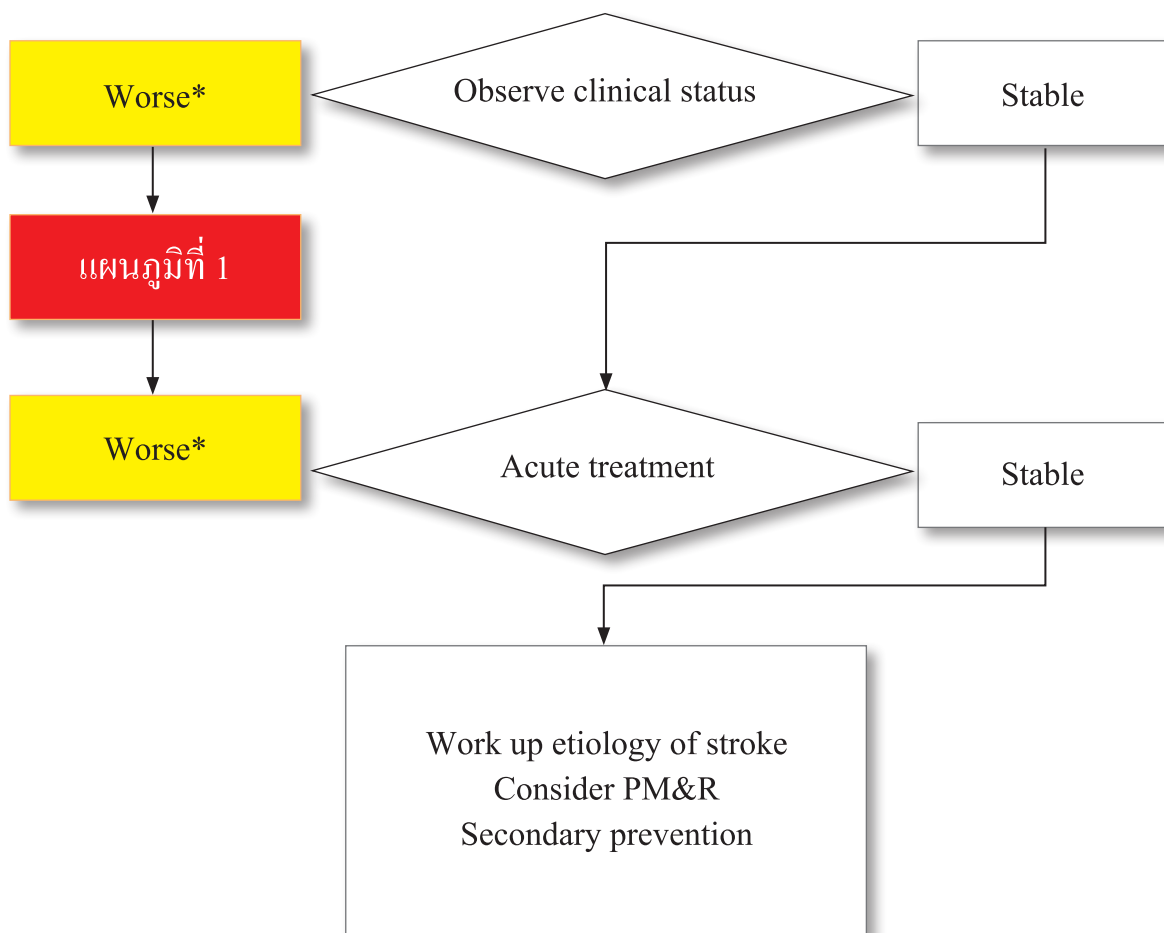 Worse*
Observe clinical status
Stable
แผนภูมิที่ 1
Worse*
Acute treatment
Stable
Work up etiology of stroke
Consider PM&R
Secondary prevention